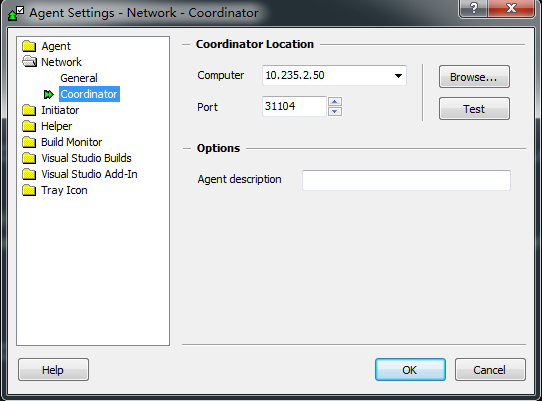 Agent Settings - Network - Coordinator
Agent
Network
General
Coordinator
Initiator
Helper
Build Monitor
Visual Studio Builds
Visual Studio Add-In
Tray Icon
Coordinator Location
Computer 10.235.2.50 Browse...
Port 31104 Test
Options
Agent description
Help OK Cancel